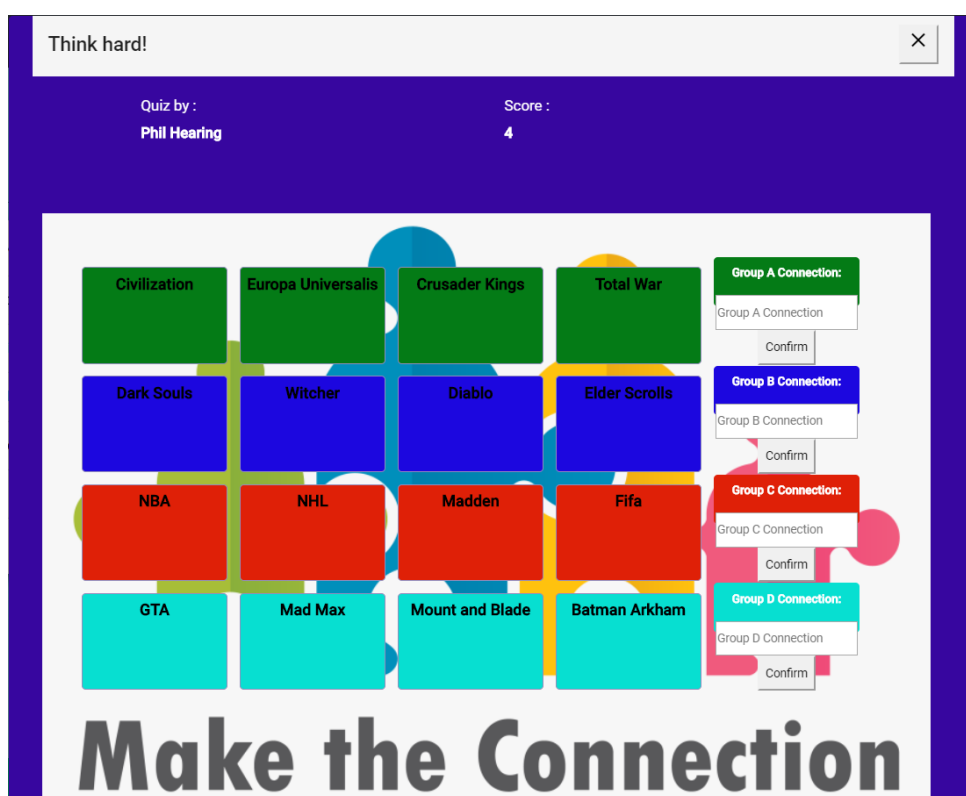 Think hard!
Quiz by :
Score :
Phil Hearing
4
Civilization
Europa Universalis
Crusader Kings
Total War
Group A Connection:
Group A Connection
Confirm
Dark Souls
Witcher
Diablo
Elder Scrolls
Group B Connection:
Group B Connection
Confirm
NBA
NHL
Madden
Fifa
Group C Connection:
Group C Connection
Confirm
GTA
Mad Max
Mount and Blade
Batman Arkham
Group D Connection:
Group D Connection
Confirm
Make the Connection